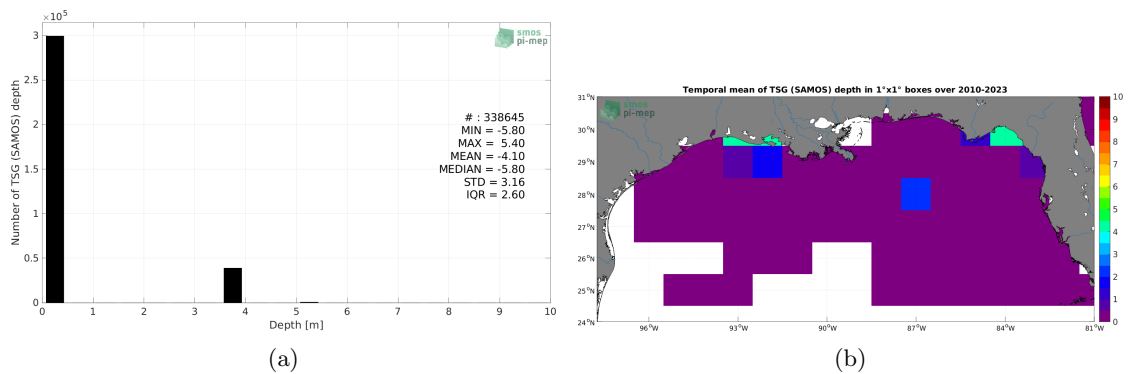 ×10⁵
3
2.5
2
1.5
1
0.5
0
Number of TSG (SAMOS) depth
smos
pi-mep
# : 338645
MIN = -5.80
MAX = 5.40
MEAN = -4.10
MEDIAN = -5.80
STD = 3.16
IQR = 2.60
0 1 2 3 4 5 6 7 8 9 10
Depth [m]
(a)
Temporal mean of TSG (SAMOS) depth in 1°x1° boxes over 2010-2023
smos
pi-mep
31°N
30°N
29°N
28°N
27°N
26°N
25°N
24°N
96°W 93°W 90°W 87°W 84°W 81°W
10
9
8
7
6
5
4
3
2
1
0
(b)